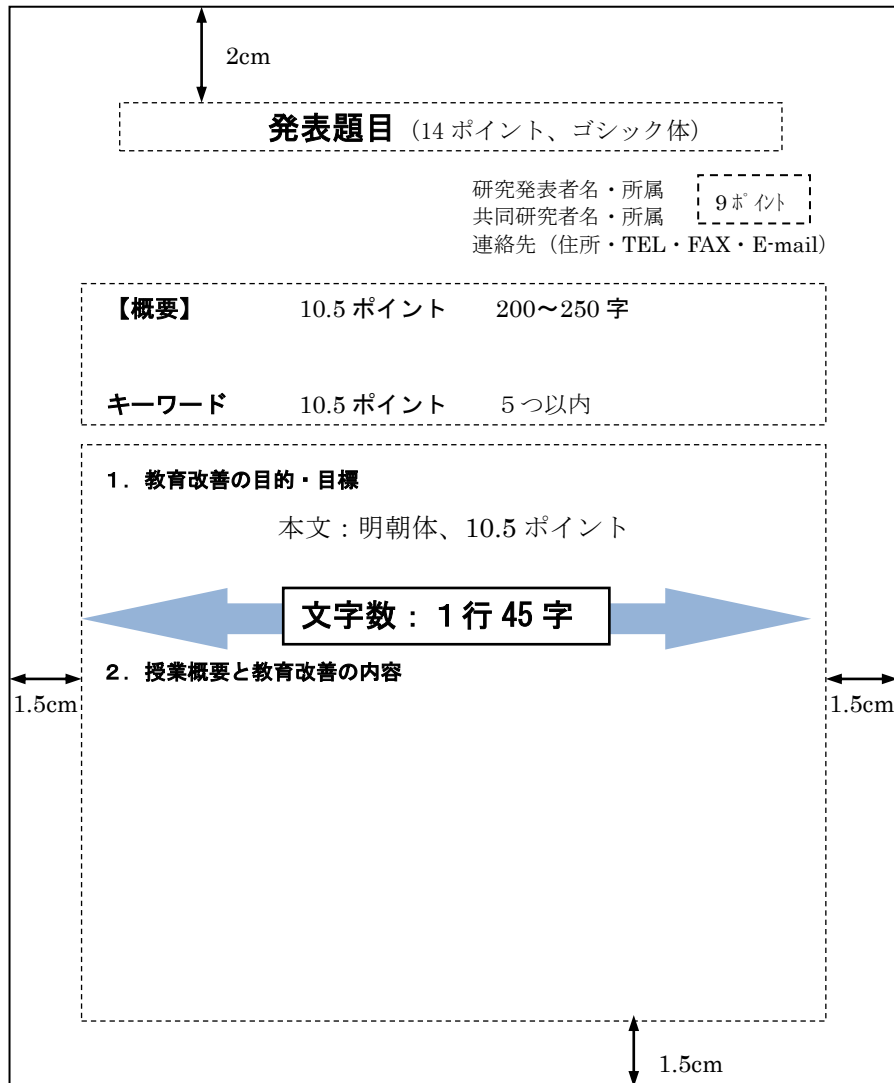 2cm
発表題目（14 ポイント、ゴシック体）
研究発表者名・所属
共同研究者名・所属
連絡先（住所・TEL・FAX・E-mail）
9ﾎﾟｲﾝﾄ
【概要】 10.5 ポイント 200～250 字
キーワード 10.5 ポイント ５つ以内
１．教育改善の目的・目標
本文：明朝体、10.5 ポイント
文字数：１行 45 字
２．授業概要と教育改善の内容
1.5cm
1.5cm
1.5cm